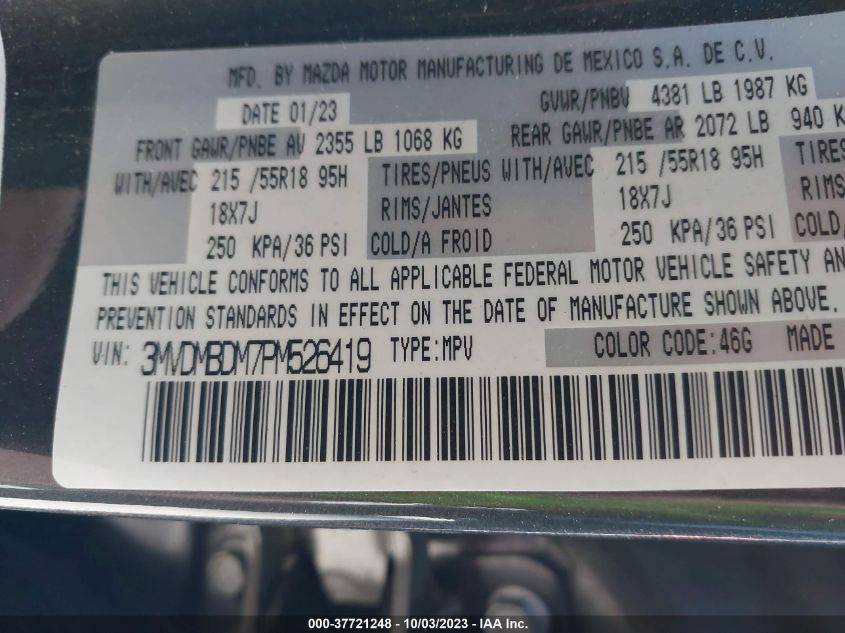 MFD. BY MAZDA MOTOR MANUFACTURING DE MEXICO S.A. DE C.V.
DATE 01/23 GVWR/PNBV 4381 LB 1987 KG
FRONT GAWR/PNBE AV 2355 LB 1068 KG REAR GAWR/PNBE AR 2072 LB 940 K
WITH/AVEC 215 /55R18 95H TIRES/PNEUS WITH/AVEC 215 /55R18 95H TIRES
18X7J RIMS/JANTES 18X7J RIMS
250 KPA/36 PSI COLD/A FROID 250 KPA/36 PSI COLD/
THIS VEHICLE CONFORMS TO ALL APPLICABLE FEDERAL MOTOR VEHICLE SAFETY AN
PREVENTION STANDARDS IN EFFECT ON THE DATE OF MANUFACTURE SHOWN ABOVE.
VIN: 3MVDMBDM7PM526419 TYPE:MPV COLOR CODE:46G MADE
000-37721248 - 10/03/2023 - IAA Inc.